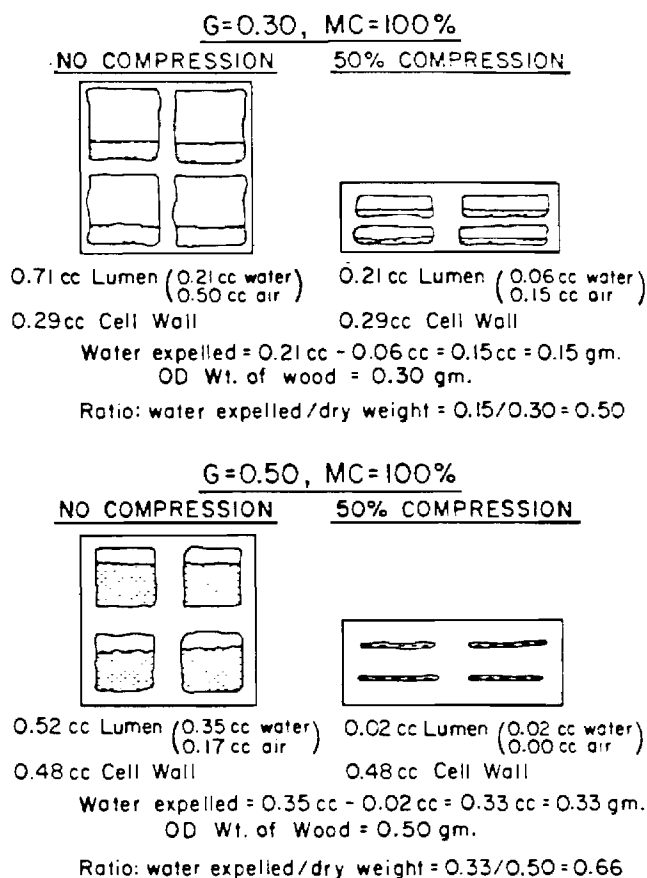 G=0.30, MC=100%
NO COMPRESSION 50% COMPRESSION
0.71 cc Lumen (0.21 cc water) 0.21 cc Lumen (0.06 cc water)
0.50 cc air 0.15 cc air
0.29 cc Cell Wall 0.29 cc Cell Wall
Water expelled = 0.21 cc - 0.06 cc = 0.15 cc = 0.15 gm.
OD Wt. of wood = 0.30 gm.
Ratio: water expelled/dry weight = 0.15/0.30 = 0.50
G=0.50, MC=100%
NO COMPRESSION 50% COMPRESSION
0.52 cc Lumen (0.35 cc water) 0.02 cc Lumen (0.02 cc water)
0.17 cc air 0.00 cc air
0.48 cc Cell Wall 0.48 cc Cell Wall
Water expelled = 0.35 cc - 0.02 cc = 0.33 cc = 0.33 gm.
OD Wt. of Wood = 0.50 gm.
Ratio: water expelled/dry weight = 0.33/0.50 = 0.66